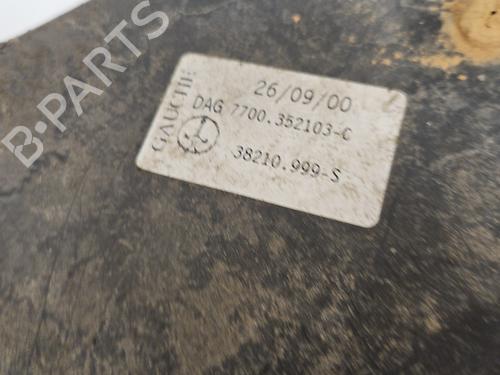 B-PARTS
GAUCHE
26/09/00
DAG 7700.352103-C
38210.999-S